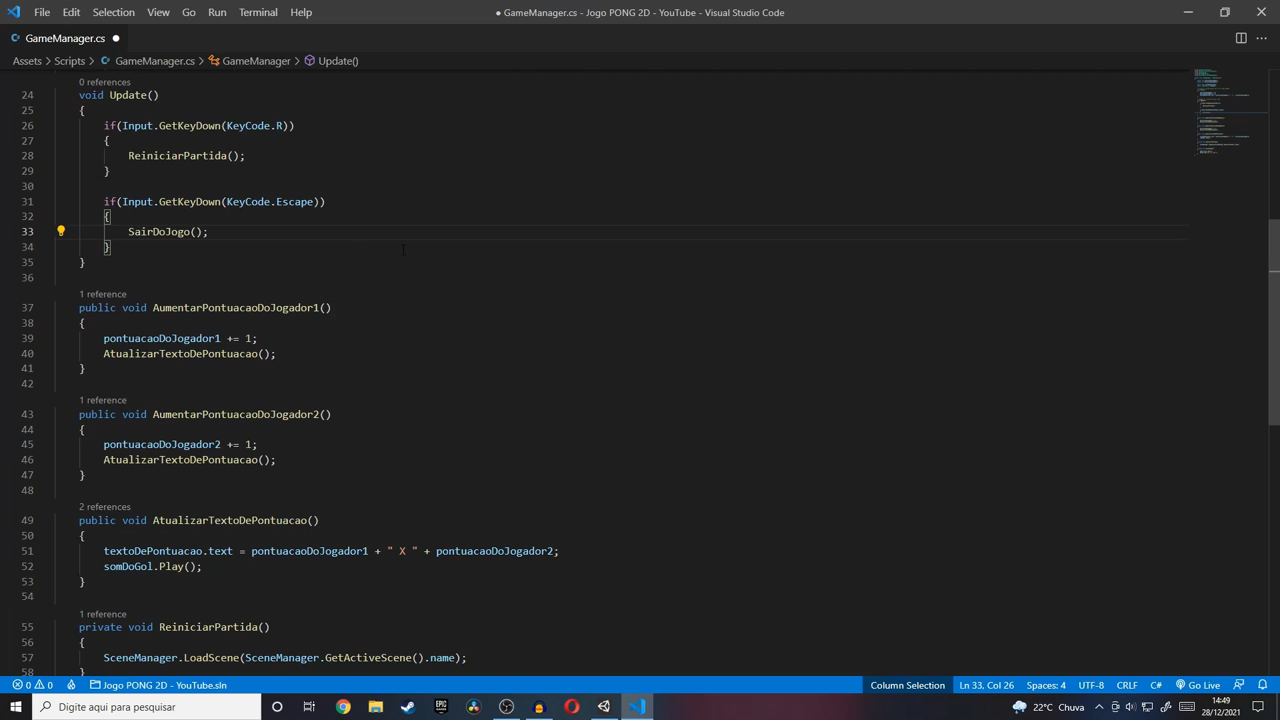 File Edit Selection View Go Run Terminal Help
● GameManager.cs - Jogo PONG 2D - YouTube - Visual Studio Code
GameManager.cs ●
Assets > Scripts > GameManager.cs > GameManager > Update()
0 references
24 void Update()
25 {
26 if(Input.GetKeyDown(KeyCode.R))
27 {
28 ReiniciarPartida();
29 }
30
31 if(Input.GetKeyDown(KeyCode.Escape))
32 {
33 SairDoJogo();
34 }
35 }
36
1 reference
37 public void AumentarPontuacaoDoJogador1()
38 {
39 pontuacaoDoJogador1 += 1;
40 AtualizarTextoDePontuacao();
41 }
42
1 reference
43 public void AumentarPontuacaoDoJogador2()
44 {
45 pontuacaoDoJogador2 += 1;
46 AtualizarTextoDePontuacao();
47 }
48
2 references
49 public void AtualizarTextoDePontuacao()
50 {
51 textoDePontuacao.text = pontuacaoDoJogador1 + " X " + pontuacaoDoJogador2;
52 somDoGol.Play();
53 }
54
1 reference
55 private void ReiniciarPartida()
56 {
57 SceneManager.LoadScene(SceneManager.GetActiveScene().name);
58 }
0 0 Jogo PONG 2D - YouTube.sln Column Selection Ln 33, Col 26 Spaces: 4 UTF-8 CRLF C# Go Live
Digite aqui para pesquisar
EPIC GAMES
22°C Chuva
14:49
28/12/2021